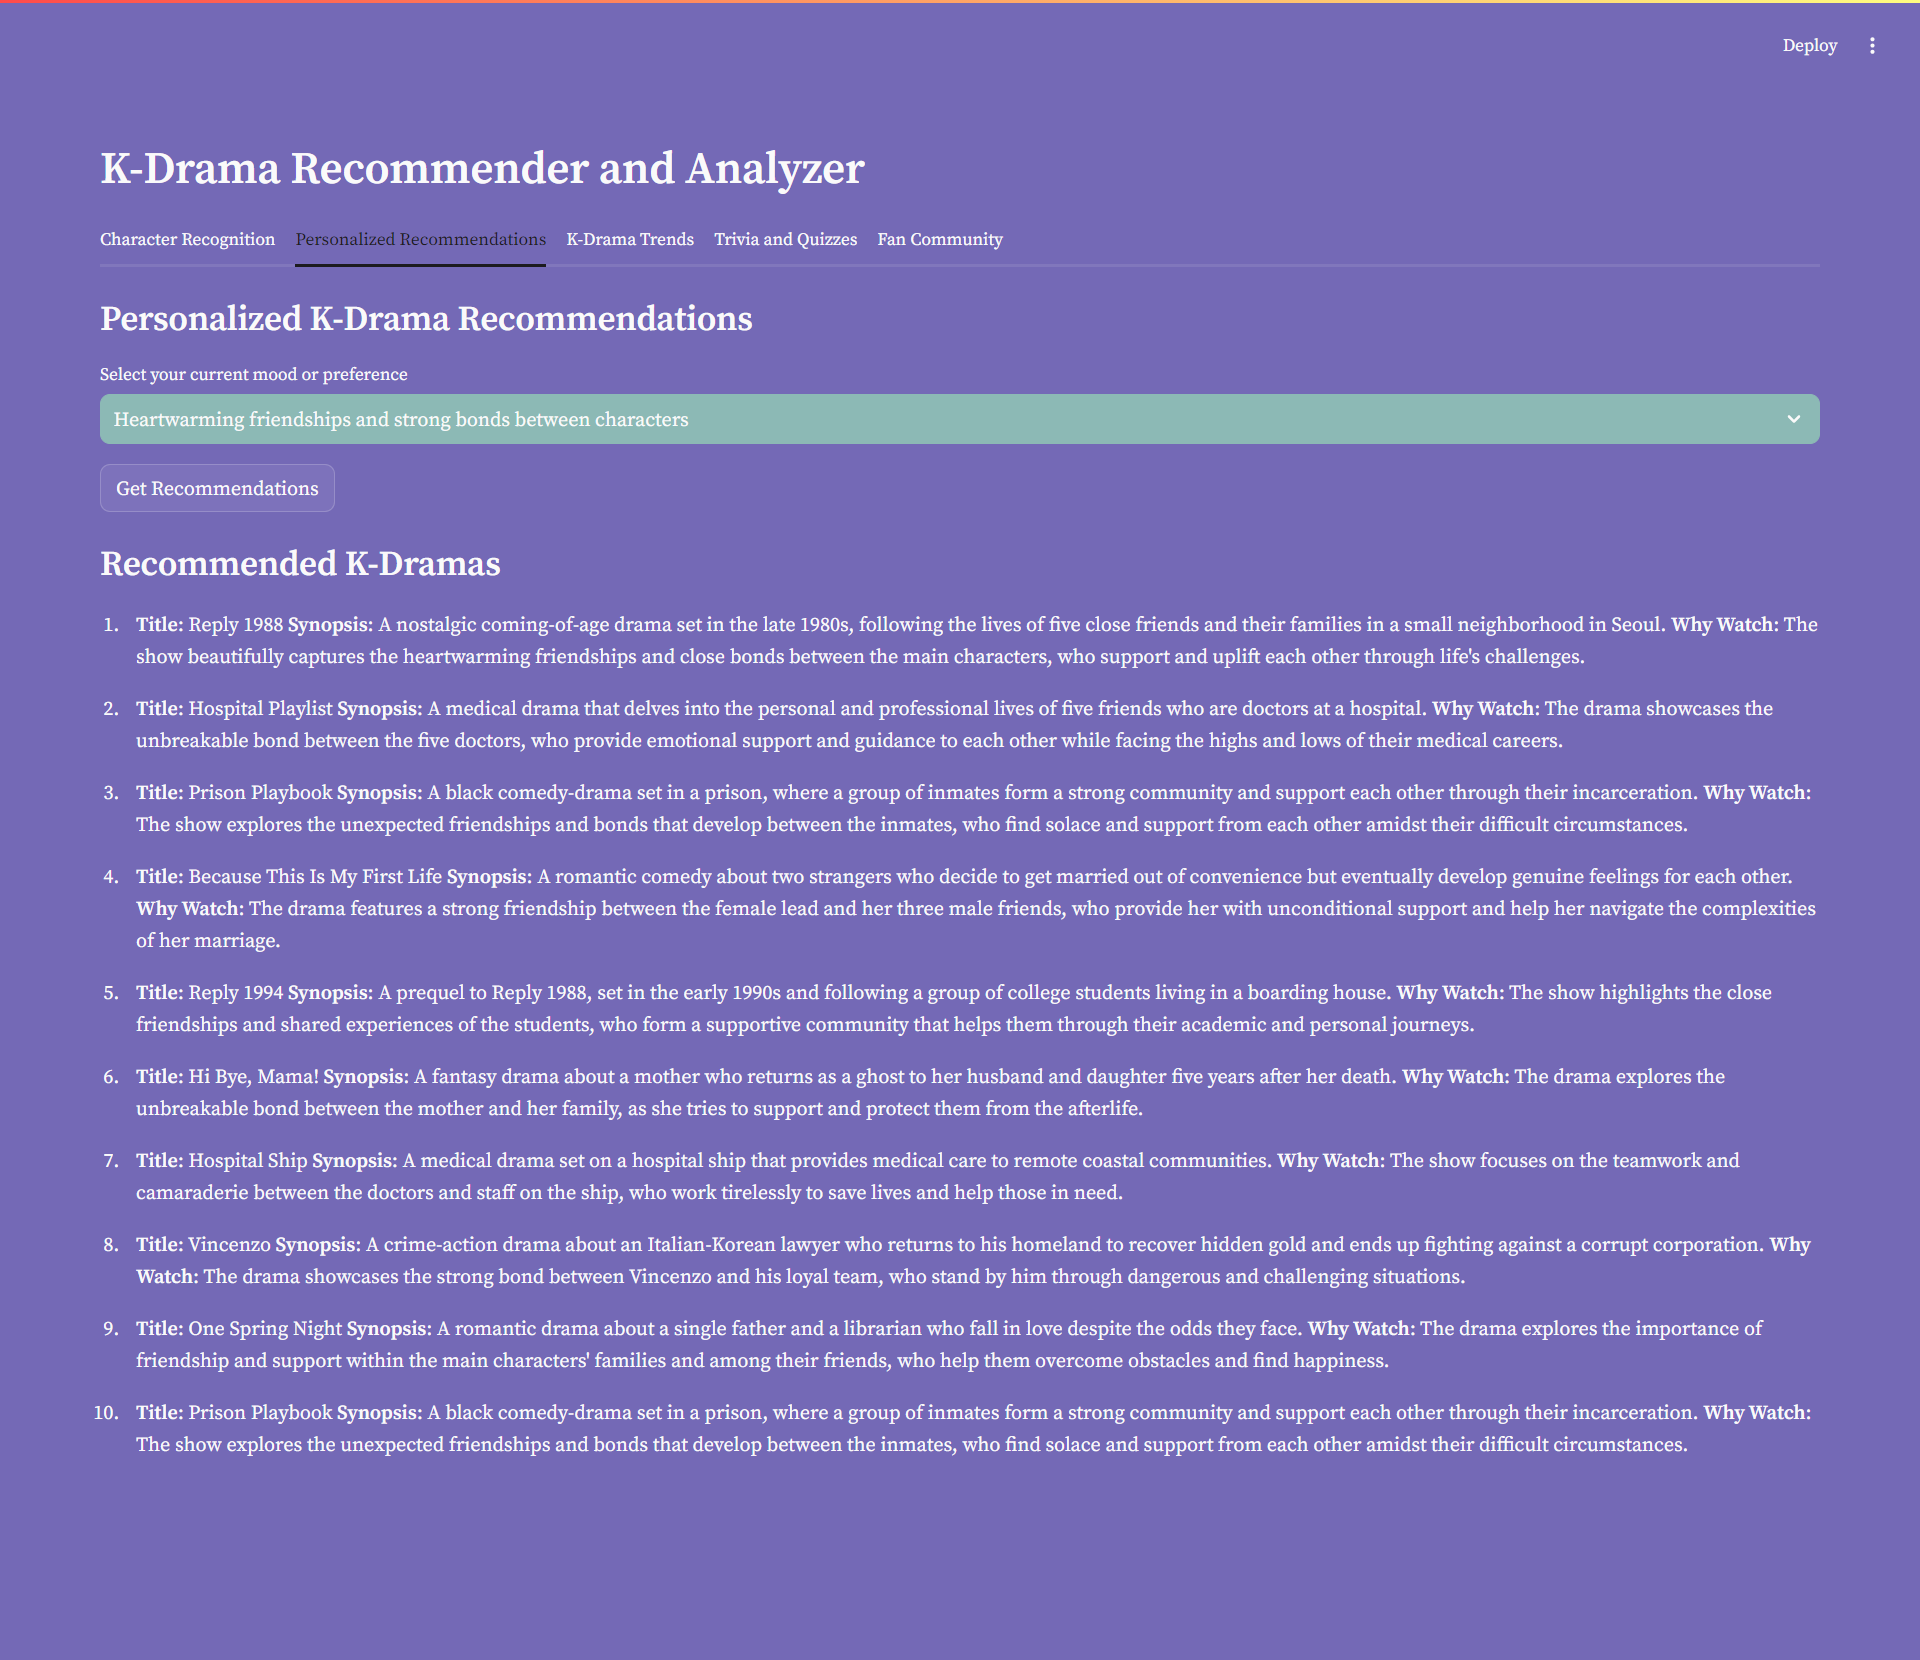 Deploy
K-Drama Recommender and Analyzer
Character Recognition Personalized Recommendations K-Drama Trends Trivia and Quizzes Fan Community
Personalized K-Drama Recommendations
Select your current mood or preference
Heartwarming friendships and strong bonds between characters
Get Recommendations
Recommended K-Dramas
1. Title: Reply 1988 Synopsis: A nostalgic coming-of-age drama set in the late 1980s, following the lives of five close friends and their families in a small neighborhood in Seoul. Why Watch: The
show beautifully captures the heartwarming friendships and close bonds between the main characters, who support and uplift each other through life's challenges.
2. Title: Hospital Playlist Synopsis: A medical drama that delves into the personal and professional lives of five friends who are doctors at a hospital. Why Watch: The drama showcases the
unbreakable bond between the five doctors, who provide emotional support and guidance to each other while facing the highs and lows of their medical careers.
3. Title: Prison Playbook Synopsis: A black comedy-drama set in a prison, where a group of inmates form a strong community and support each other through their incarceration. Why Watch:
The show explores the unexpected friendships and bonds that develop between the inmates, who find solace and support from each other amidst their difficult circumstances.
4. Title: Because This Is My First Life Synopsis: A romantic comedy about two strangers who decide to get married out of convenience but eventually develop genuine feelings for each other.
Why Watch: The drama features a strong friendship between the female lead and her three male friends, who provide her with unconditional support and help her navigate the complexities
of her marriage.
5. Title: Reply 1994 Synopsis: A prequel to Reply 1988, set in the early 1990s and following a group of college students living in a boarding house. Why Watch: The show highlights the close
friendships and shared experiences of the students, who form a supportive community that helps them through their academic and personal journeys.
6. Title: Hi Bye, Mama! Synopsis: A fantasy drama about a mother who returns as a ghost to her husband and daughter five years after her death. Why Watch: The drama explores the
unbreakable bond between the mother and her family, as she tries to support and protect them from the afterlife.
7. Title: Hospital Ship Synopsis: A medical drama set on a hospital ship that provides medical care to remote coastal communities. Why Watch: The show focuses on the teamwork and
camaraderie between the doctors and staff on the ship, who work tirelessly to save lives and help those in need.
8. Title: Vincenzo Synopsis: A crime-action drama about an Italian-Korean lawyer who returns to his homeland to recover hidden gold and ends up fighting against a corrupt corporation. Why
Watch: The drama showcases the strong bond between Vincenzo and his loyal team, who stand by him through dangerous and challenging situations.
9. Title: One Spring Night Synopsis: A romantic drama about a single father and a librarian who fall in love despite the odds they face. Why Watch: The drama explores the importance of
friendship and support within the main characters' families and among their friends, who help them overcome obstacles and find happiness.
10. Title: Prison Playbook Synopsis: A black comedy-drama set in a prison, where a group of inmates form a strong community and support each other through their incarceration. Why Watch:
The show explores the unexpected friendships and bonds that develop between the inmates, who find solace and support from each other amidst their difficult circumstances.